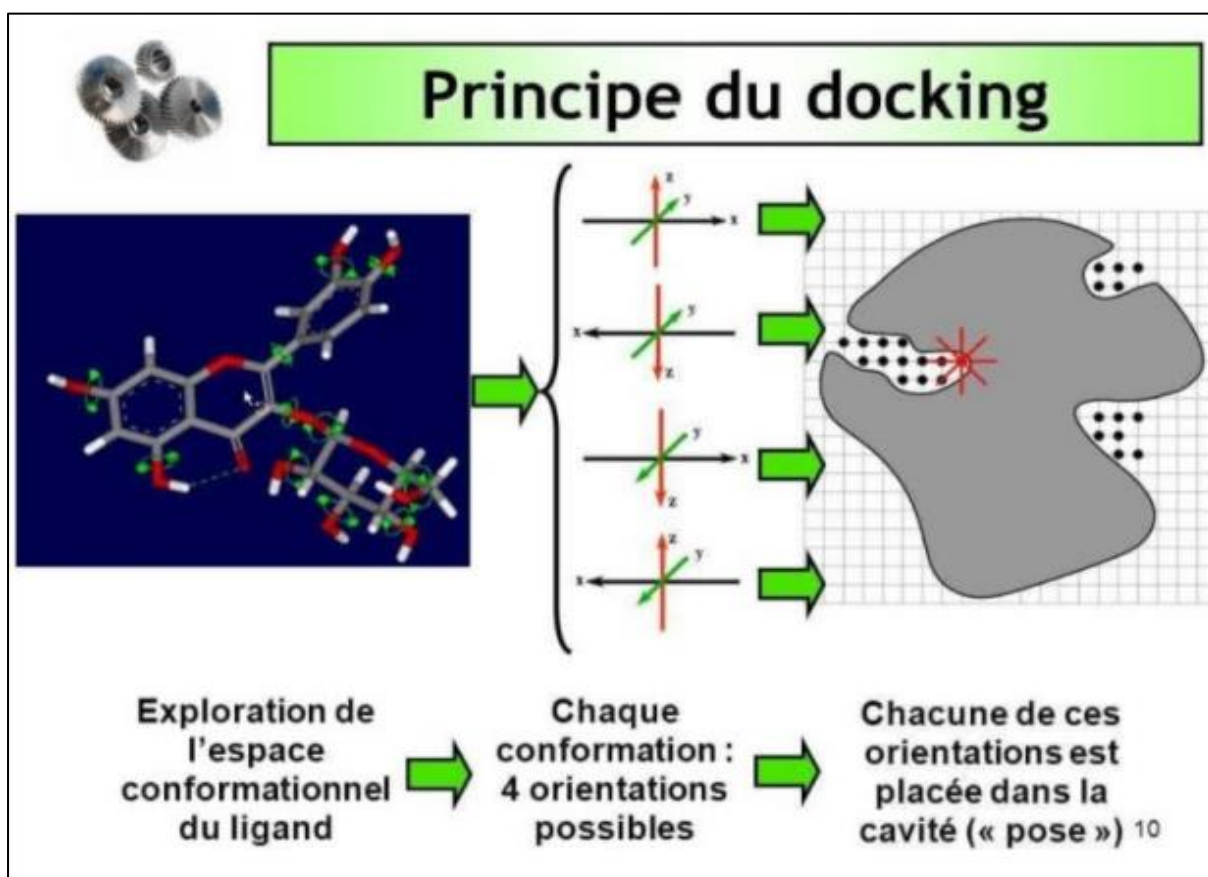 Principe du docking
z
y
x
y
x
z
x
y
z
z
y
x
Exploration de
l’espace
conformationnel
du ligand
Chaque
conformation :
4 orientations
possibles
Chacune de ces
orientations est
placée dans la
cavité (« pose ») 10